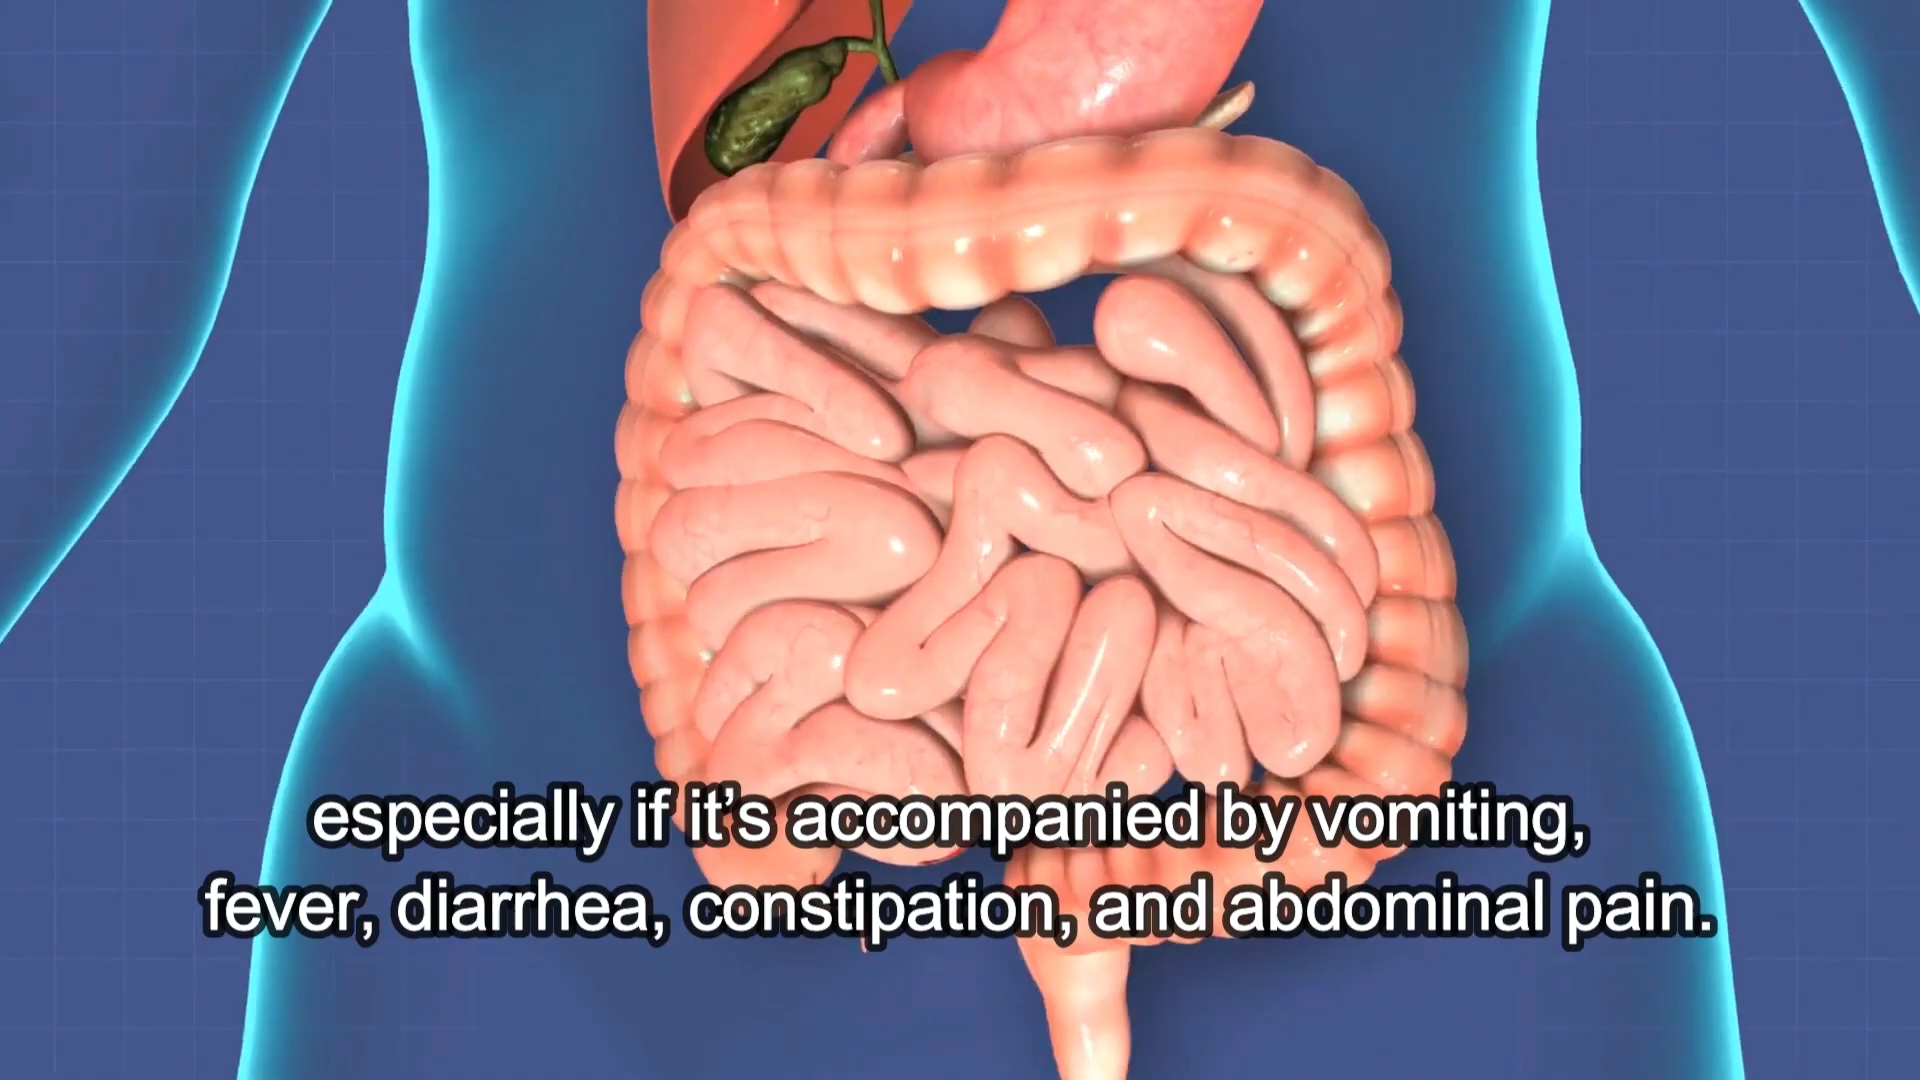 especially if it’s accompanied by vomiting,
fever, diarrhea, constipation, and abdominal pain.